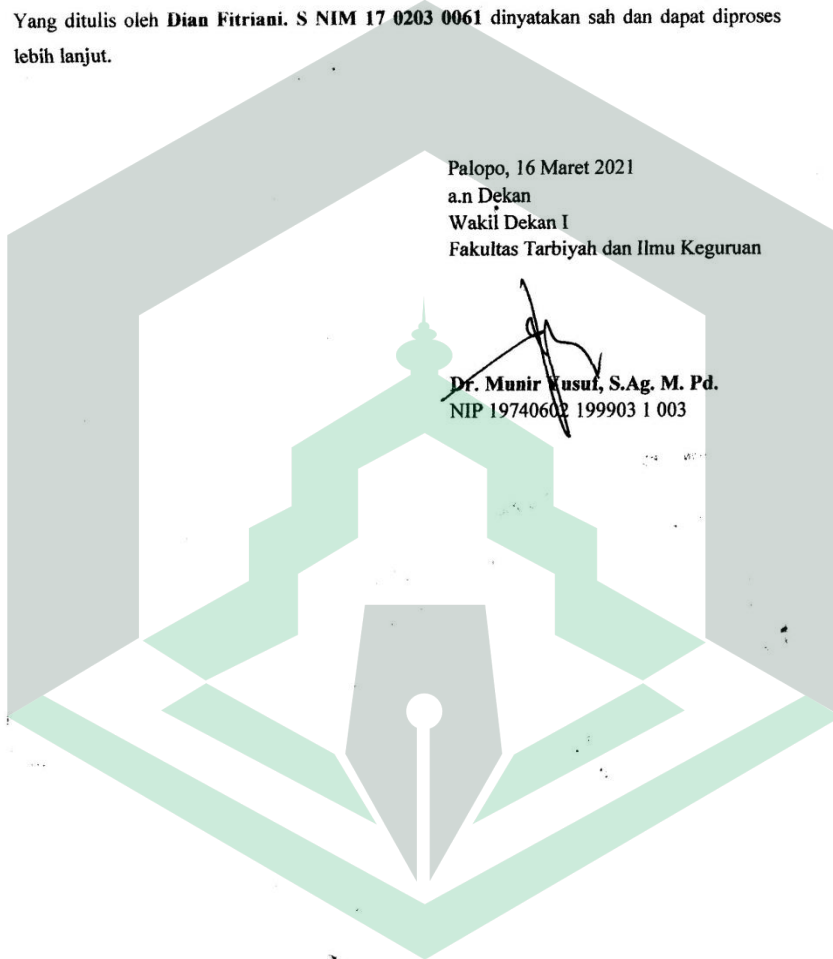 Yang ditulis oleh Dian Fitriani. S NIM 17 0203 0061 dinyatakan sah dan dapat diproses
lebih lanjut.
Palopo, 16 Maret 2021
a.n Dekan
Wakil Dekan I
Fakultas Tarbiyah dan Ilmu Keguruan
Dr. Munir Yusuf, S.Ag. M. Pd.
NIP 19740602 199903 1 003